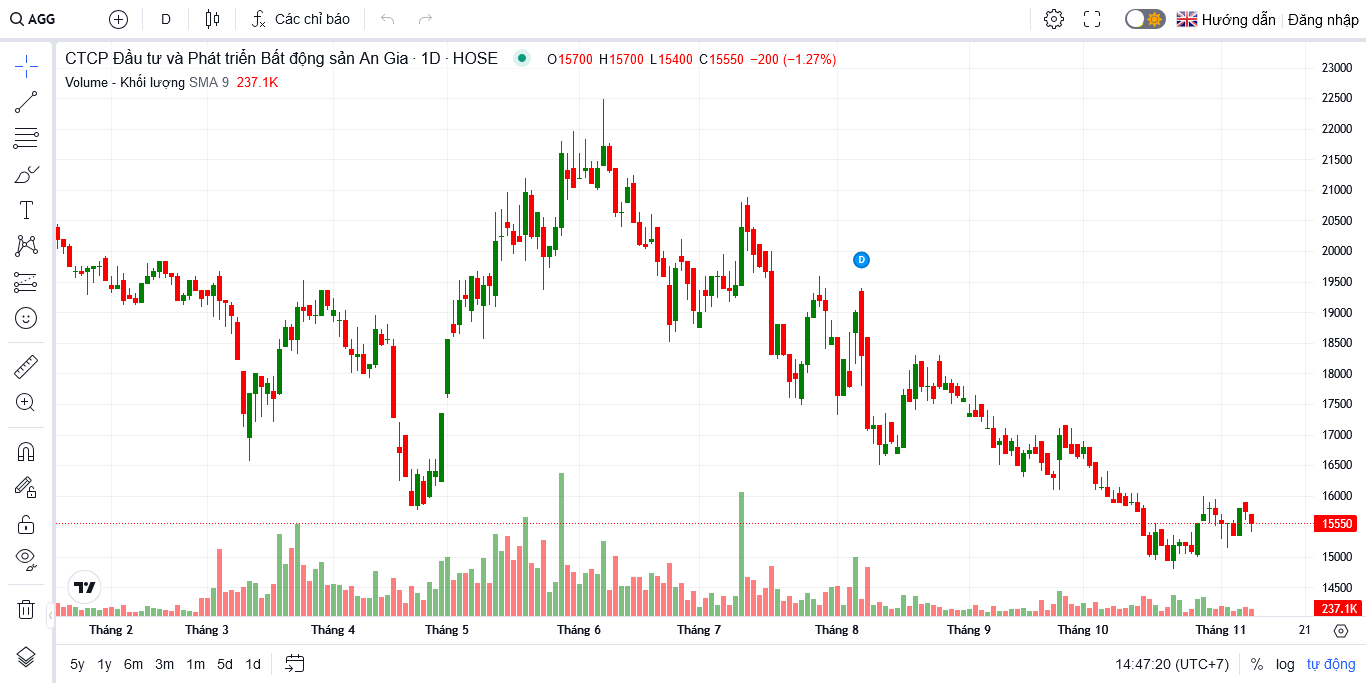 AGG D Các chỉ báo Hướng dẫn Đăng nhập
CTCP Đầu tư và Phát triển Bất động sản An Gia · 1D · HOSE O15700 H15700 L15400 C15550 −200 (−1.27%)
Volume - Khối lượng SMA 9 237.1K
23000
22500
22000
21500
21000
20500
20000
19500
19000
18500
18000
17500
17000
16500
16000
15550
15000
14500
237.1K
D
Tháng 2 Tháng 3 Tháng 4 Tháng 5 Tháng 6 Tháng 7 Tháng 8 Tháng 9 Tháng 10 Tháng 11 21
5y 1y 6m 3m 1m 5d 1d 14:47:20 (UTC+7) % log tự động